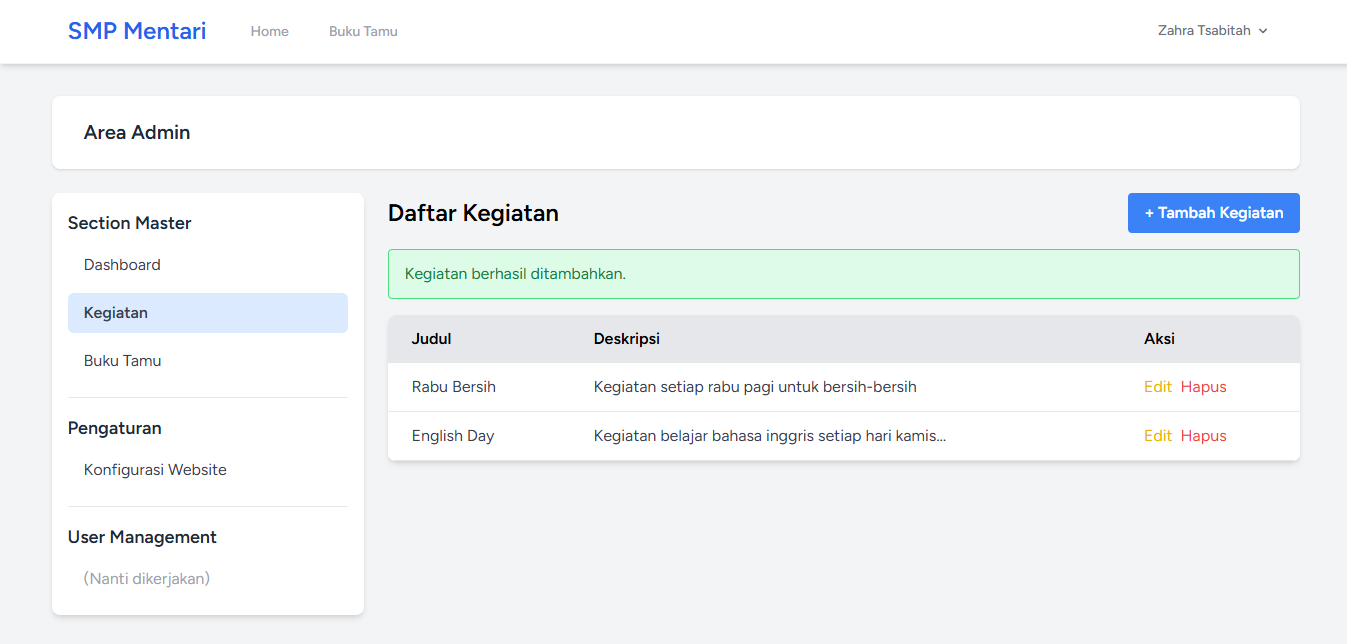 SMP Mentari Home Buku Tamu Zahra Tsabitah
Area Admin
Section Master
Dashboard
Kegiatan
Buku Tamu
Pengaturan
Konfigurasi Website
User Management
(Nanti dikerjakan)
Daftar Kegiatan + Tambah Kegiatan
Kegiatan berhasil ditambahkan.
Judul Deskripsi Aksi
Rabu Bersih Kegiatan setiap rabu pagi untuk bersih-bersih Edit Hapus
English Day Kegiatan belajar bahasa inggris setiap hari kamis... Edit Hapus